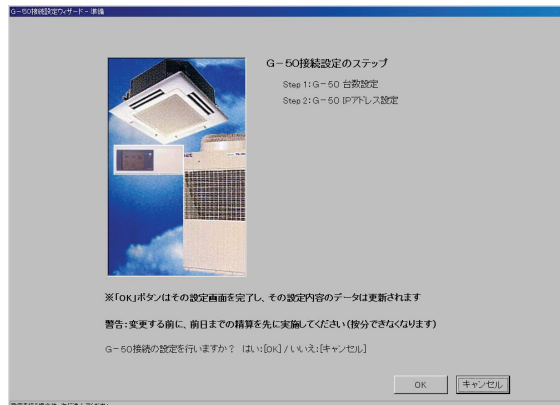 G－50接続設定ウィザード - 準備
G－50接続設定のステップ
Step 1:G－50 台数設定
Step 2:G－50 IPアドレス設定
※「OK」ボタンはその設定画面を完了し、その設定内容のデータは更新されます
警告:変更する前に、前日までの精算を先に実施してください(按分できなくなります)
G－50接続の設定を行いますか？ はい:[OK] / いいえ:[キャンセル]
OK
キャンセル